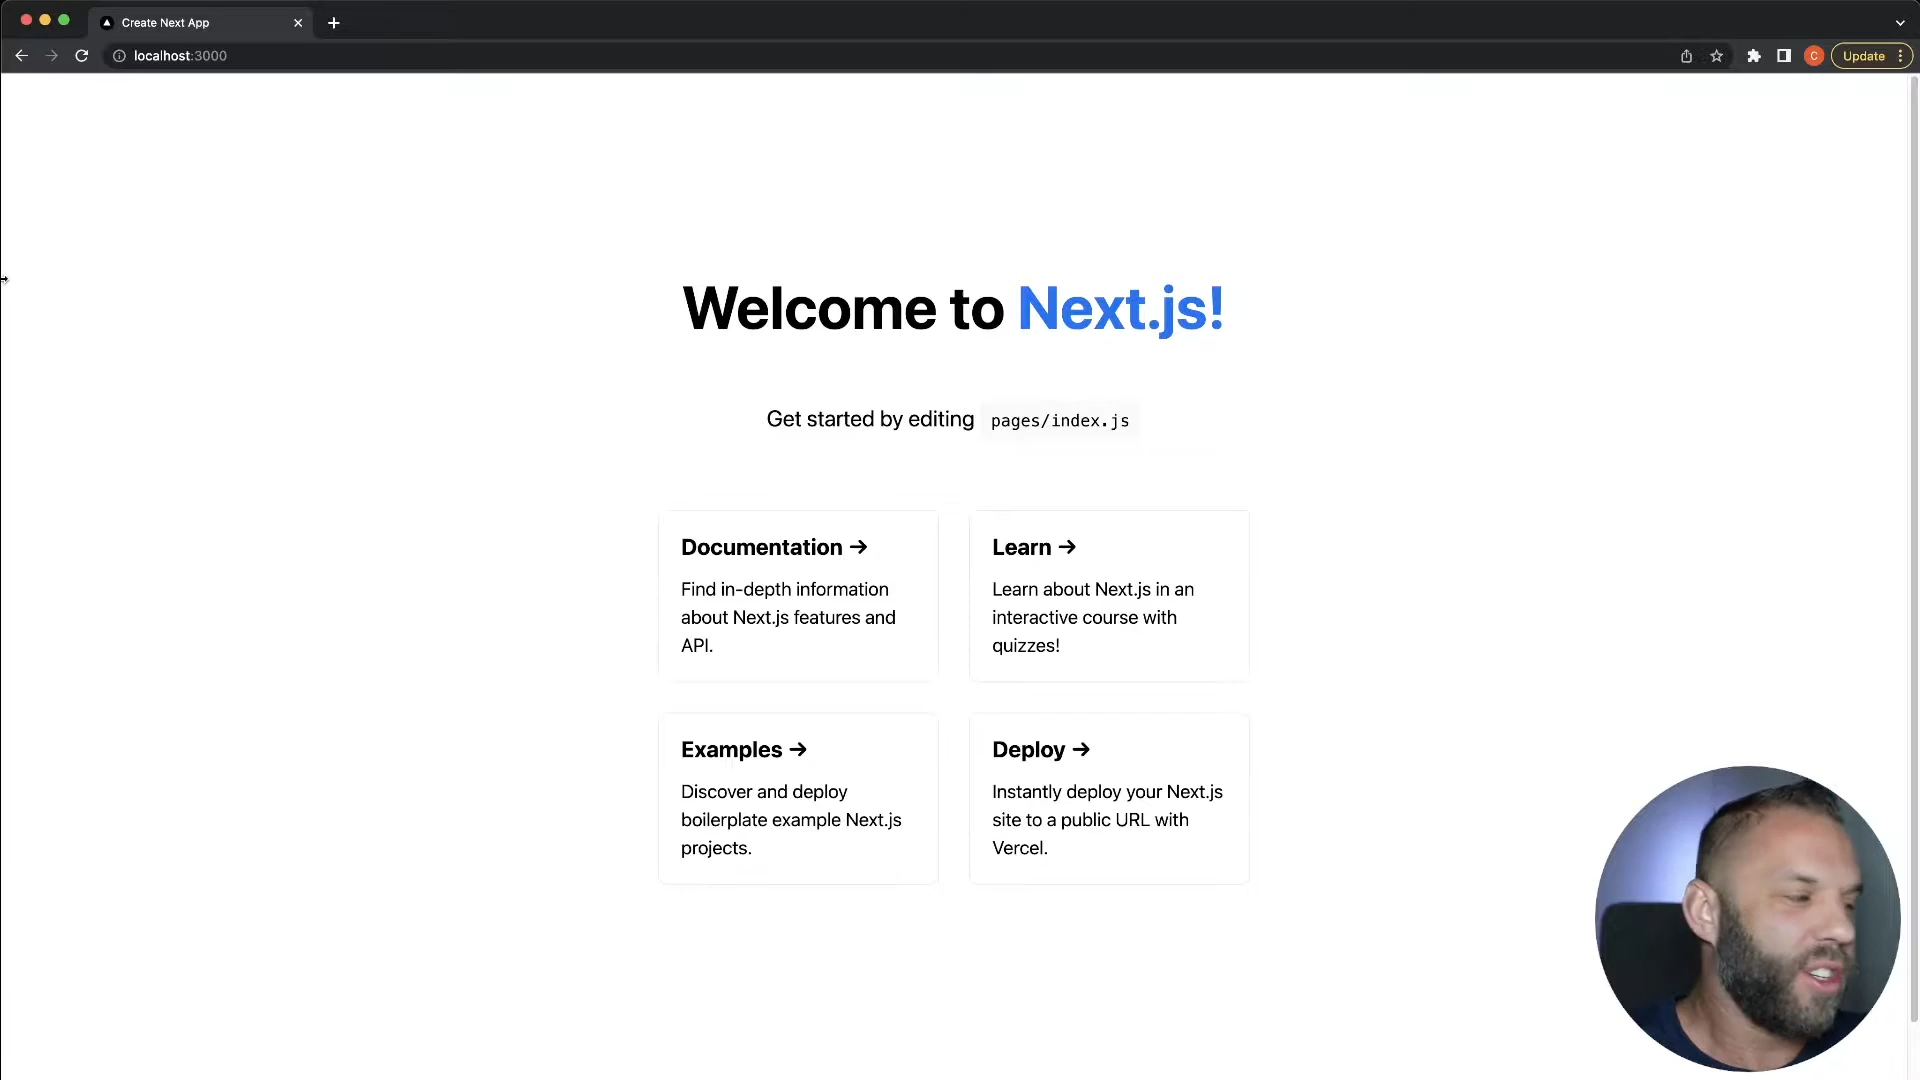 Create Next App
localhost:3000
C
Update
Welcome to Next.js!
Get started by editing pages/index.js
Documentation →
Find in-depth information
about Next.js features and
API.
Learn →
Learn about Next.js in an
interactive course with
quizzes!
Examples →
Discover and deploy
boilerplate example Next.js
projects.
Deploy →
Instantly deploy your Next.js
site to a public URL with
Vercel.